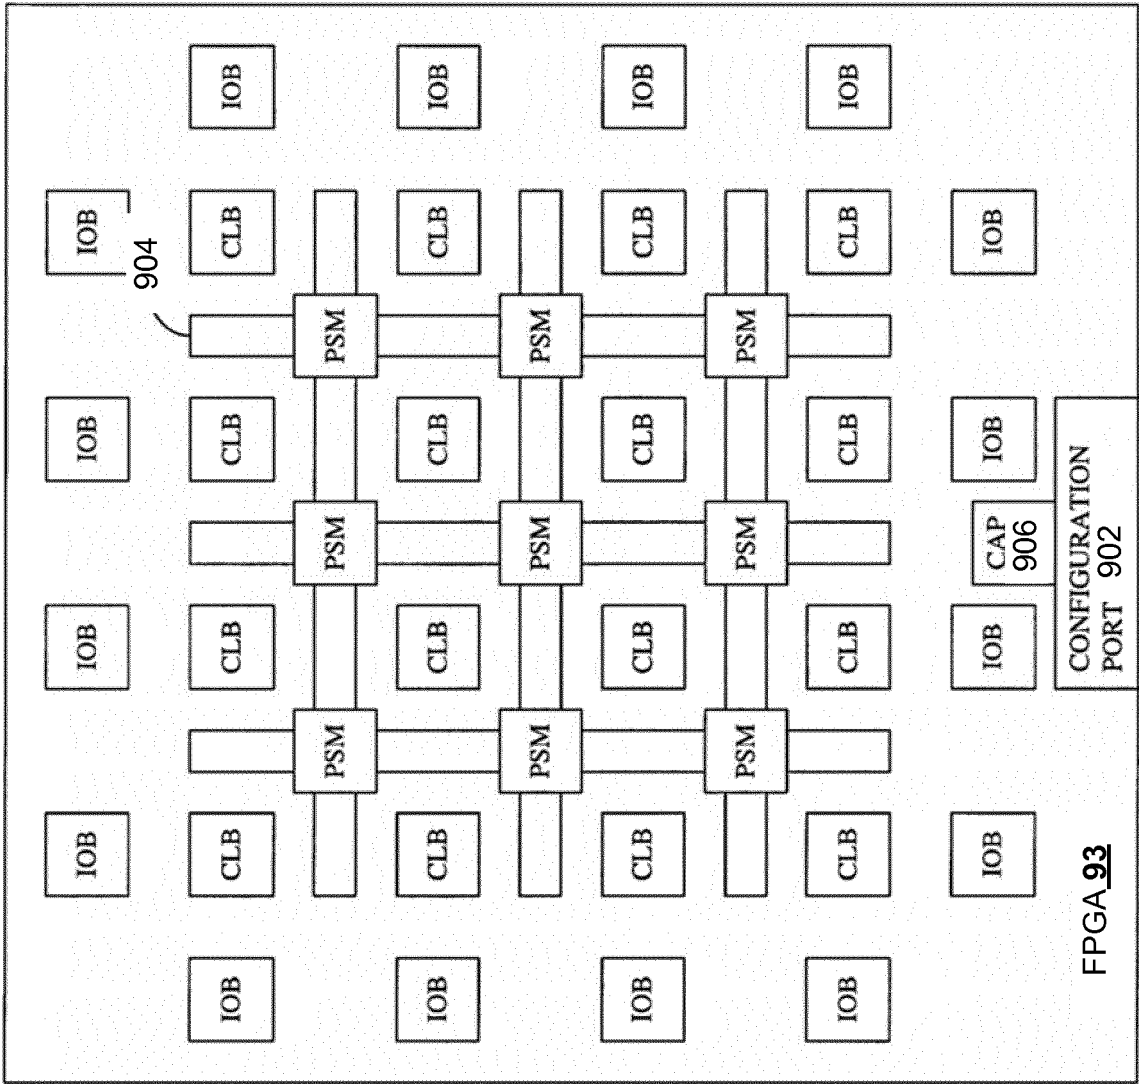 IOB IOB IOB IOB
904
IOB CLB CLB CLB CLB IOB
PSM PSM PSM
IOB CLB CLB CLB CLB IOB
PSM PSM PSM
IOB CLB CLB CLB CLB IOB
PSM PSM PSM
IOB CLB CLB CLB CLB IOB
IOB IOB CAP IOB IOB
906
CONFIGURATION
FPGA 93 PORT 902